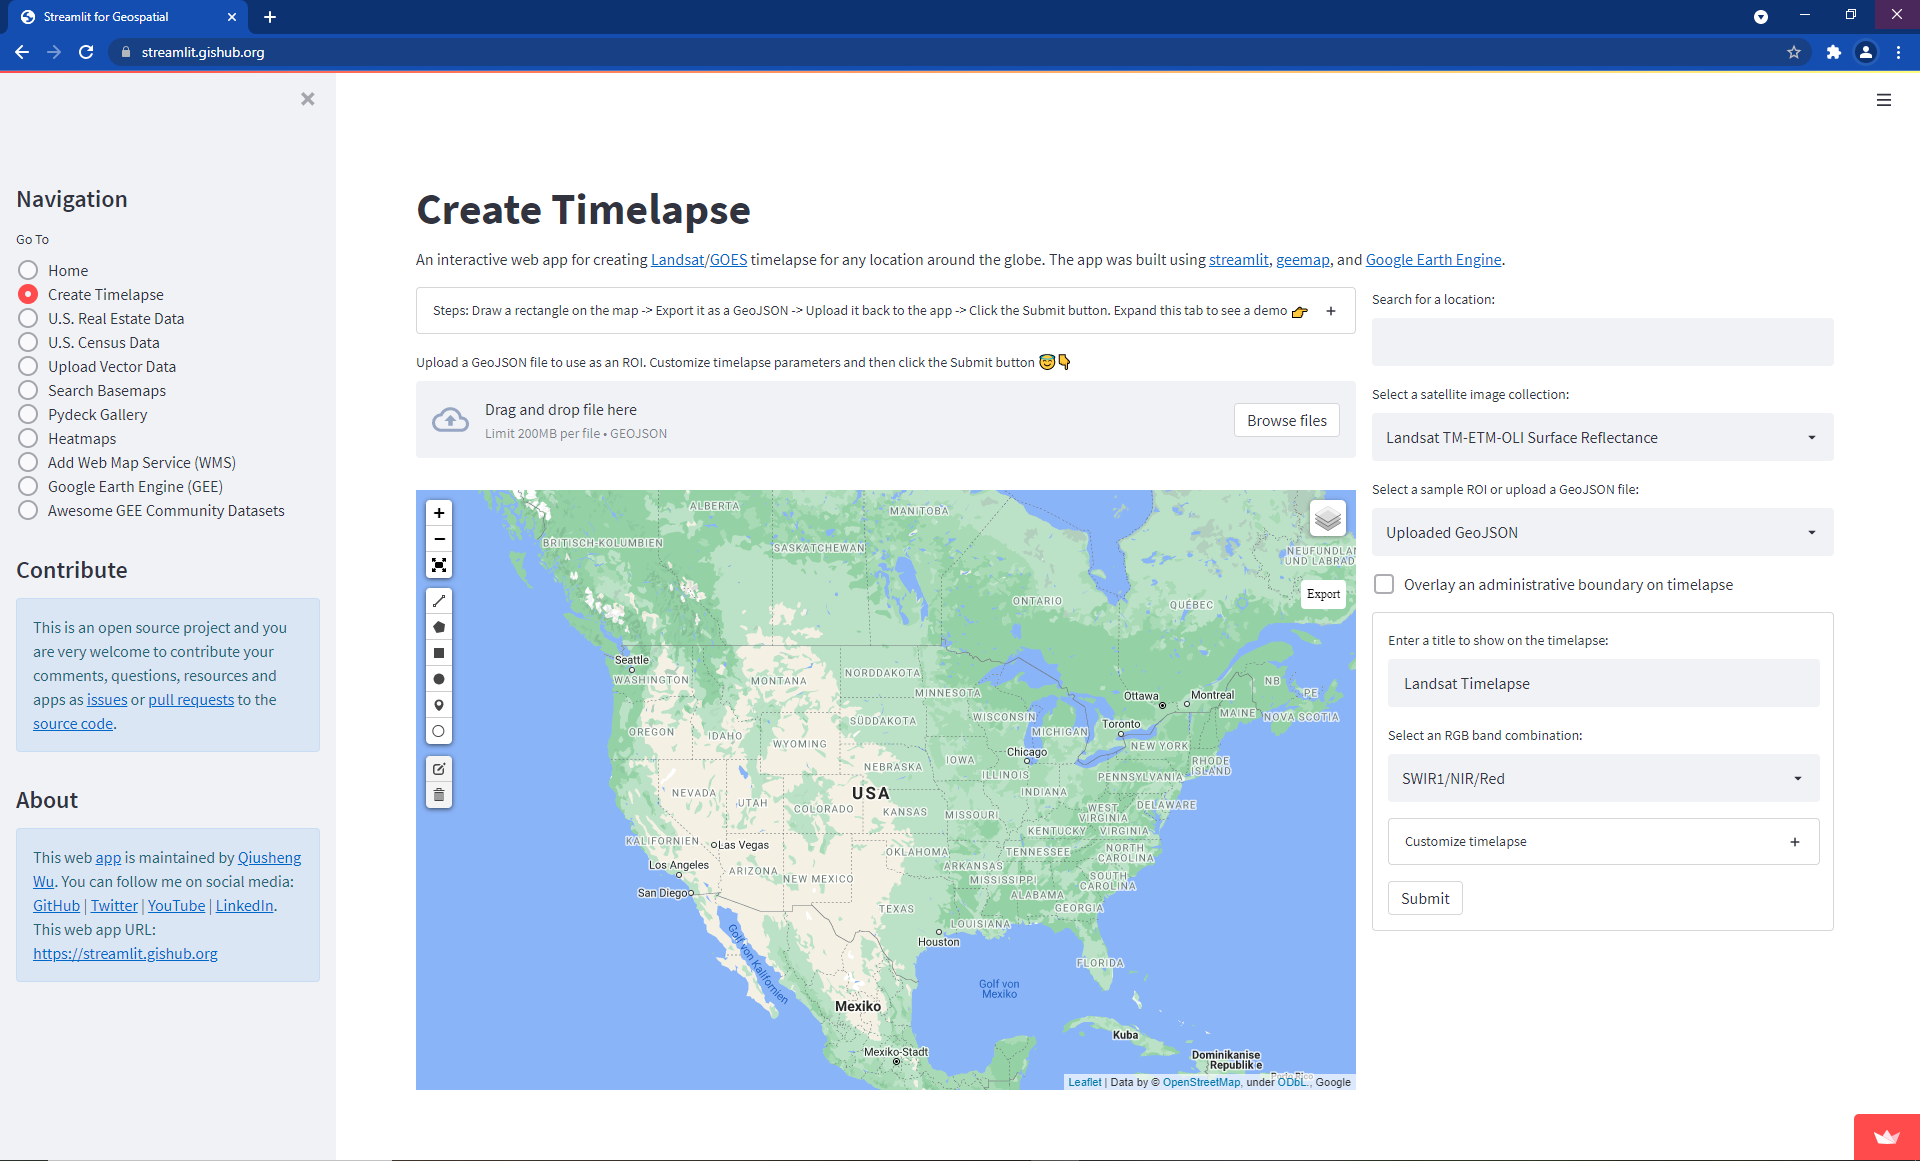 Streamlit for Geospatial
streamlit.gishub.org
Navigation
Go To
Home
Create Timelapse
U.S. Real Estate Data
U.S. Census Data
Upload Vector Data
Search Basemaps
Pydeck Gallery
Heatmaps
Add Web Map Service (WMS)
Google Earth Engine (GEE)
Awesome GEE Community Datasets
Contribute
This is an open source project and you
are very welcome to contribute your
comments, questions, resources and
apps as issues or pull requests to the
source code.
About
This web app is maintained by Qiusheng
Wu. You can follow me on social media:
GitHub | Twitter | YouTube | LinkedIn.
This web app URL:
https://streamlit.gishub.org
Create Timelapse
An interactive web app for creating Landsat/GOES timelapse for any location around the globe. The app was built using streamlit, geemap, and Google Earth Engine.
Steps: Draw a rectangle on the map -> Export it as a GeoJSON -> Upload it back to the app -> Click the Submit button. Expand this tab to see a demo 👉
Upload a GeoJSON file to use as an ROI. Customize timelapse parameters and then click the Submit button 😇👇
Drag and drop file here
Limit 200MB per file • GEOJSON
Browse files
Export
ALBERTA
MANITOBA
BRITISCH-KOLUMBIEN
SASKATCHEWAN
NEUFUNDLAN
UND LABRAD
ONTARIO
QUÉBEC
Seattle
WASHINGTON
MONTANA
NORDDAKOTA
MINNESOTA
Ottawa
Montreal
NB
PE
MAINE
NOVA SCOTIA
OREGON
IDAHO
WYOMING
SÜDDAKOTA
WISCONSIN
MICHIGAN
Toronto
NEW YORK
Chicago
IOWA
ILLINOIS
NEBRASKA
PENNSYLVANIA
RHODE
ISLAND
NEVADA
UTAH
COLORADO
USA
KANSAS
MISSOURI
INDIANA
WEST
VIRGINIA
DELAWARE
KENTUCKY
VIRGINIA
KALIFORNIEN
Las Vegas
OKLAHOMA
TENNESSEE
NORTH
CAROLINA
Los Angeles
ARIZONA
NEW MEXICO
ARKANSAS
MISSISSIPPI
SOUTH
CAROLINA
San Diego
ALABAMA
GEORGIA
TEXAS
LOUISIANA
Houston
FLORIDA
Golf von Kalifornien
Golf von
Mexiko
Mexiko
Kuba
Mexiko-Stadt
Dominikanise
Republike
Porto Rico
Leaflet | Data by © OpenStreetMap, under ODbL., Google
Search for a location:
Select a satellite image collection:
Landsat TM-ETM-OLI Surface Reflectance
Select a sample ROI or upload a GeoJSON file:
Uploaded GeoJSON
Overlay an administrative boundary on timelapse
Enter a title to show on the timelapse:
Landsat Timelapse
Select an RGB band combination:
SWIR1/NIR/Red
Customize timelapse
Submit